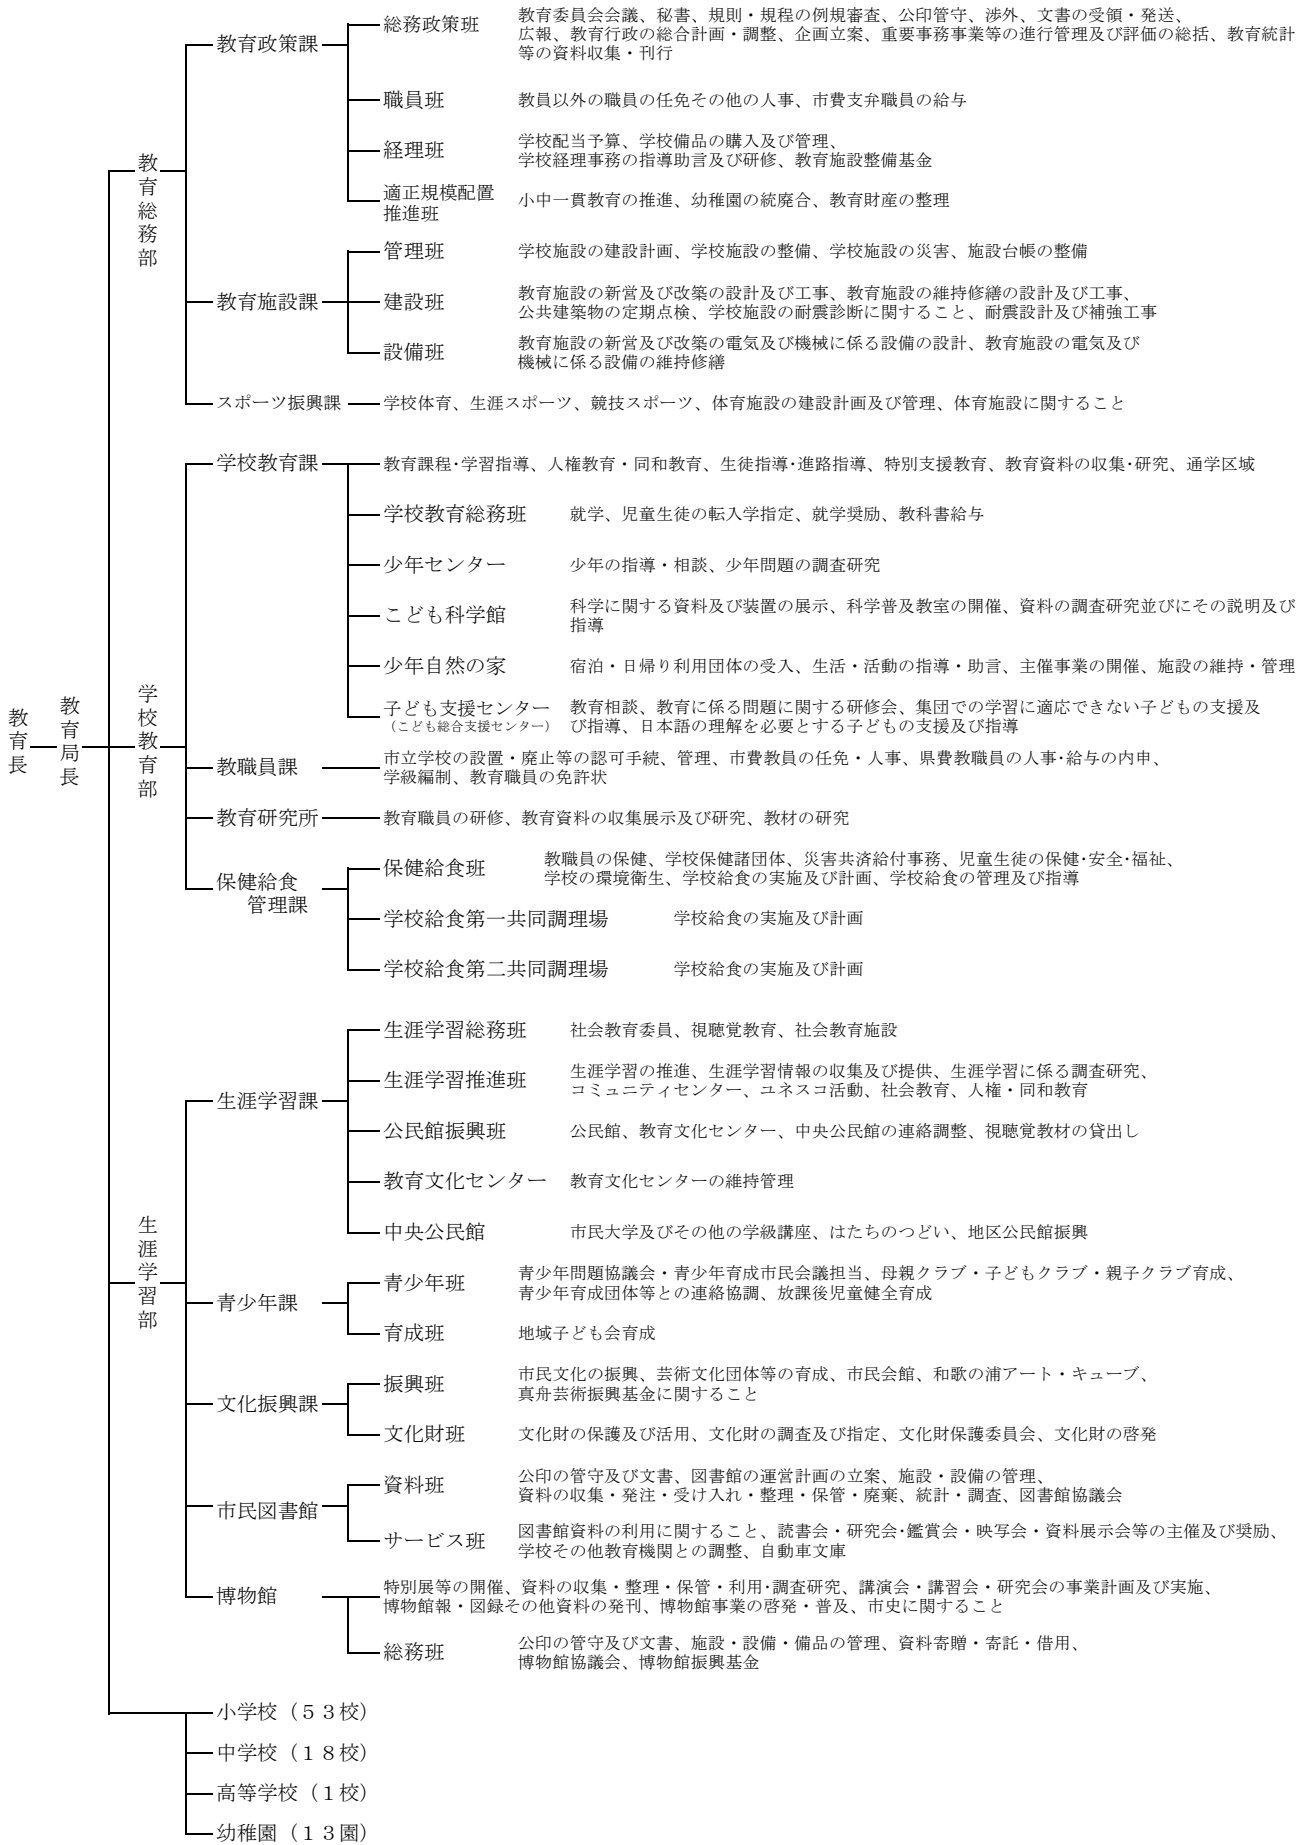 教育長
教育局長
教育総務部
教育政策課
総務政策班
教育委員会会議、秘書、規則・規程の例規審査、公印管守、渉外、文書の受領・発送、
広報、教育行政の総合計画・調整、企画立案、重要事務事業等の進行管理及び評価の総括、教育統計
等の資料収集・刊行
職員班
教員以外の職員の任免その他の人事、市費支弁職員の給与
経理班
学校配当予算、学校備品の購入及び管理、
学校経理事務の指導助言及び研修、教育施設整備基金
適正規模配置
推進班
小中一貫教育の推進、幼稚園の統廃合、教育財産の整理
教育施設課
管理班
学校施設の建設計画、学校施設の整備、学校施設の災害、施設台帳の整備
建設班
教育施設の新営及び改築の設計及び工事、教育施設の維持修繕の設計及び工事、
公共建築物の定期点検、学校施設の耐震診断に関すること、耐震設計及び補強工事
設備班
教育施設の新営及び改築の電気及び機械に係る設備の設計、教育施設の電気及び
機械に係る設備の維持修繕
スポーツ振興課
学校体育、生涯スポーツ、競技スポーツ、体育施設の建設計画及び管理、体育施設に関すること
学校教育部
学校教育課
教育課程・学習指導、人権教育・同和教育、生徒指導・進路指導、特別支援教育、教育資料の収集・研究、通学区域
学校教育総務班
就学、児童生徒の転入学指定、就学奨励、教科書給与
少年センター
少年の指導・相談、少年問題の調査研究
こども科学館
科学に関する資料及び装置の展示、科学普及教室の開催、資料の調査研究並びにその説明及び
指導
少年自然の家
宿泊・日帰り利用団体の受入、生活・活動の指導・助言、主催事業の開催、施設の維持・管理
子ども支援センター
（こども総合支援センター）
教育相談、教育に係る問題に関する研修会、集団での学習に適応できない子どもの支援及
び指導、日本語の理解を必要とする子どもの支援及び指導
教職員課
市立学校の設置・廃止等の認可手続、管理、市費教員の任免・人事、県費教職員の人事・給与の内申、
学級編制、教育職員の免許状
教育研究所
教育職員の研修、教育資料の収集展示及び研究、教材の研究
保健給食
管理課
保健給食班
教職員の保健、学校保健諸団体、災害共済給付事務、児童生徒の保健・安全・福祉、
学校の環境衛生、学校給食の実施及び計画、学校給食の管理及び指導
学校給食第一共同調理場
学校給食の実施及び計画
学校給食第二共同調理場
学校給食の実施及び計画
生涯学習部
生涯学習課
生涯学習総務班
社会教育委員、視聴覚教育、社会教育施設
生涯学習推進班
生涯学習の推進、生涯学習情報の収集及び提供、生涯学習に係る調査研究、
コミュニティセンター、ユネスコ活動、社会教育、人権・同和教育
公民館振興班
公民館、教育文化センター、中央公民館の連絡調整、視聴覚教材の貸出し
教育文化センター
教育文化センターの維持管理
中央公民館
市民大学及びその他の学級講座、はたちのつどい、地区公民館振興
青少年課
青少年班
青少年問題協議会・青少年育成市民会議担当、母親クラブ・子どもクラブ・親子クラブ育成、
青少年育成団体等との連絡協調、放課後児童健全育成
育成班
地域子ども会育成
文化振興課
振興班
市民文化の振興、芸術文化団体等の育成、市民会館、和歌の浦アート・キューブ、
真舟芸術振興基金に関すること
文化財班
文化財の保護及び活用、文化財の調査及び指定、文化財保護委員会、文化財の啓発
市民図書館
資料班
公印の管守及び文書、図書館の運営計画の立案、施設・設備の管理、
資料の収集・発注・受け入れ・整理・保管・廃棄、統計・調査、図書館協議会
サービス班
図書館資料の利用に関すること、読書会・研究会・鑑賞会・映写会・資料展示会等の主催及び奨励、
学校その他教育機関との調整、自動車文庫
博物館
特別展等の開催、資料の収集・整理・保管・利用・調査研究、講演会・講習会・研究会の事業計画及び実施、
博物館報・図録その他資料の発刊、博物館事業の啓発・普及、市史に関すること
総務班
公印の管守及び文書、施設・設備・備品の管理、資料寄贈・寄託・借用、
博物館協議会、博物館振興基金
小学校（５３校）
中学校（１８校）
高等学校（１校）
幼稚園（１３園）